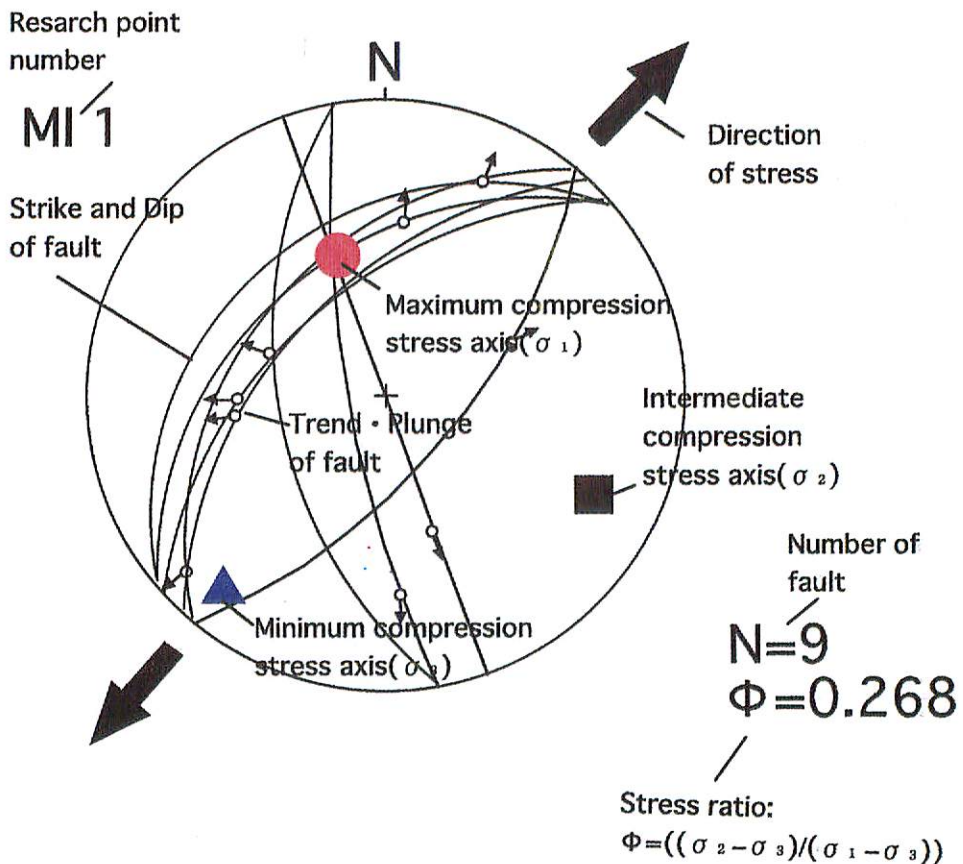 Resarch point
number
MI 1
N
Direction
of stress
Strike and Dip
of fault
Maximum compression
stress axis(σ 1)
Intermediate
compression
stress axis(σ 2)
Trend・Plunge
of fault
Number of
fault
N=9
Φ=0.268
Minimum compression
stress axis(σ 3)
Stress ratio:
Φ=((σ 2−σ 3)/(σ 1−σ 3))